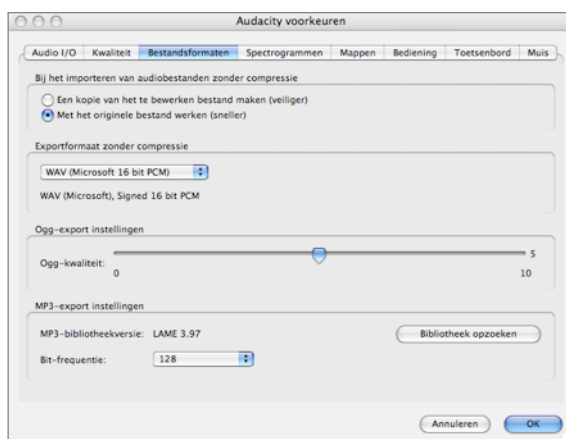 Audacity voorkeuren
Audio I/O Kwaliteit Bestandsformaten Spectrogrammen Mappen Bediening Toetsenbord Muis
Bij het importeren van audiobestanden zonder compressie
Een kopie van het te bewerken bestand maken (veiliger)
Met het originele bestand werken (sneller)
Exportformaat zonder compressie
WAV (Microsoft 16 bit PCM)
WAV (Microsoft), Signed 16 bit PCM
Ogg-export instellingen
Ogg-kwaliteit: 5
0 10
MP3-export instellingen
MP3-bibliotheekversie: LAME 3.97 Bibliotheek opzoeken
Bit-frequentie: 128
Annuleren OK